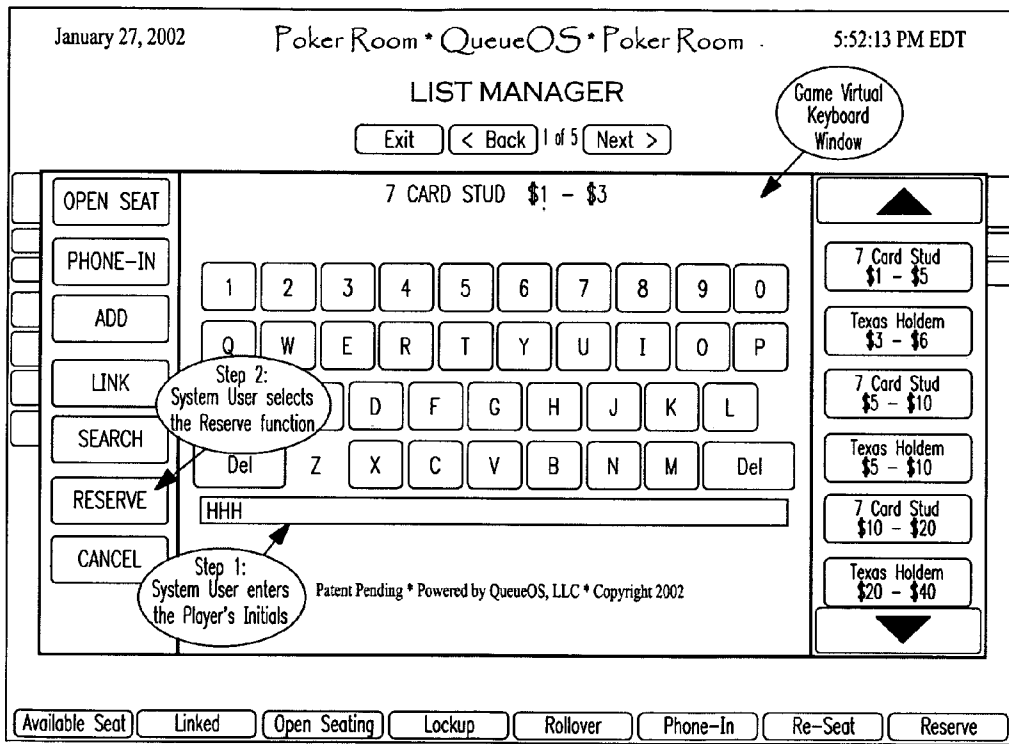 January 27, 2002 Poker Room * QueueOS * Poker Room 5:52:13 PM EDT
LIST MANAGER
Exit < Back 1 of 5 Next >
Game Virtual
Keyboard
Window
7 CARD STUD $1 – $3
OPEN SEAT
PHONE–IN
ADD
LINK
SEARCH
RESERVE
CANCEL
1 2 3 4 5 6 7 8 9 0
Q W E R T Y U I O P
D F G H J K L
Del Z X C V B N M Del
HHH
Step 2:
System User selects
the Reserve function
Step 1:
System User enters
the Player's Initials
Patent Pending * Powered by QueueOS, LLC * Copyright 2002
7 Card Stud
$1 – $5
Texas Holdem
$3 – $6
7 Card Stud
$5 – $10
Texas Holdem
$5 – $10
7 Card Stud
$10 – $20
Texas Holdem
$20 – $40
Available Seat Linked Open Seating Lockup Rollover Phone–In Re–Seat Reserve